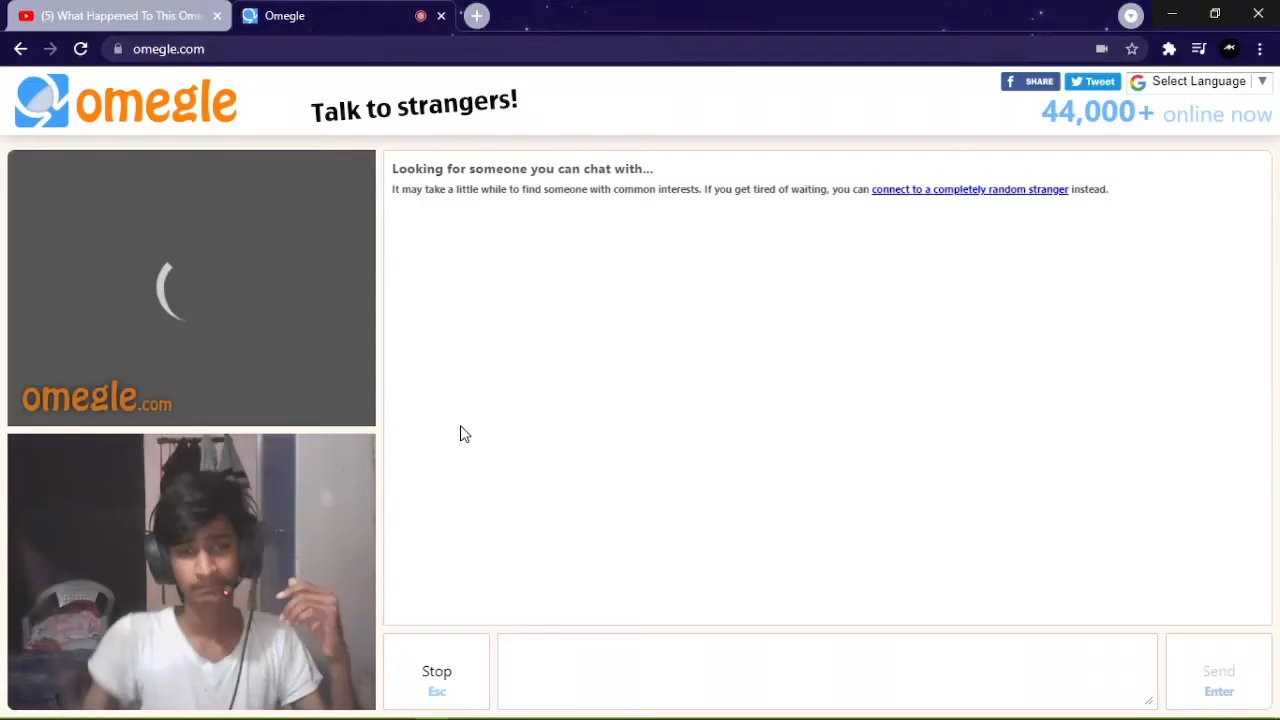 (5) What Happened To This Ome
Omegle
omegle.com
omegle
Talk to strangers!
SHARE
Tweet
Select Language
44,000+ online now
Looking for someone you can chat with...
It may take a little while to find someone with common interests. If you get tired of waiting, you can connect to a completely random stranger instead.
omegle.com
Stop
Esc
Send
Enter